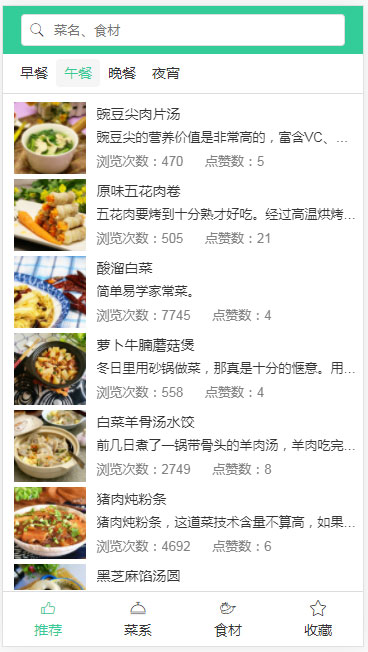 菜名、食材
早餐 午餐 晚餐 夜宵
豌豆尖肉片汤
豌豆尖的营养价值是非常高的，富含VC、...
浏览次数：470 点赞数：5
原味五花肉卷
五花肉要烤到十分熟才好吃。经过高温烘烤...
浏览次数：505 点赞数：21
酸溜白菜
简单易学家常菜。
浏览次数：7745 点赞数：4
萝卜牛腩蘑菇煲
冬日里用砂锅做菜，那真是十分的惬意。用...
浏览次数：558 点赞数：4
白菜羊骨汤水饺
前几日煮了一锅带骨头的羊肉汤，羊肉吃完...
浏览次数：2749 点赞数：8
猪肉炖粉条
猪肉炖粉条，这道菜技术含量不算高，如果...
浏览次数：4692 点赞数：6
黑芝麻馅汤圆
推荐 菜系 食材 收藏